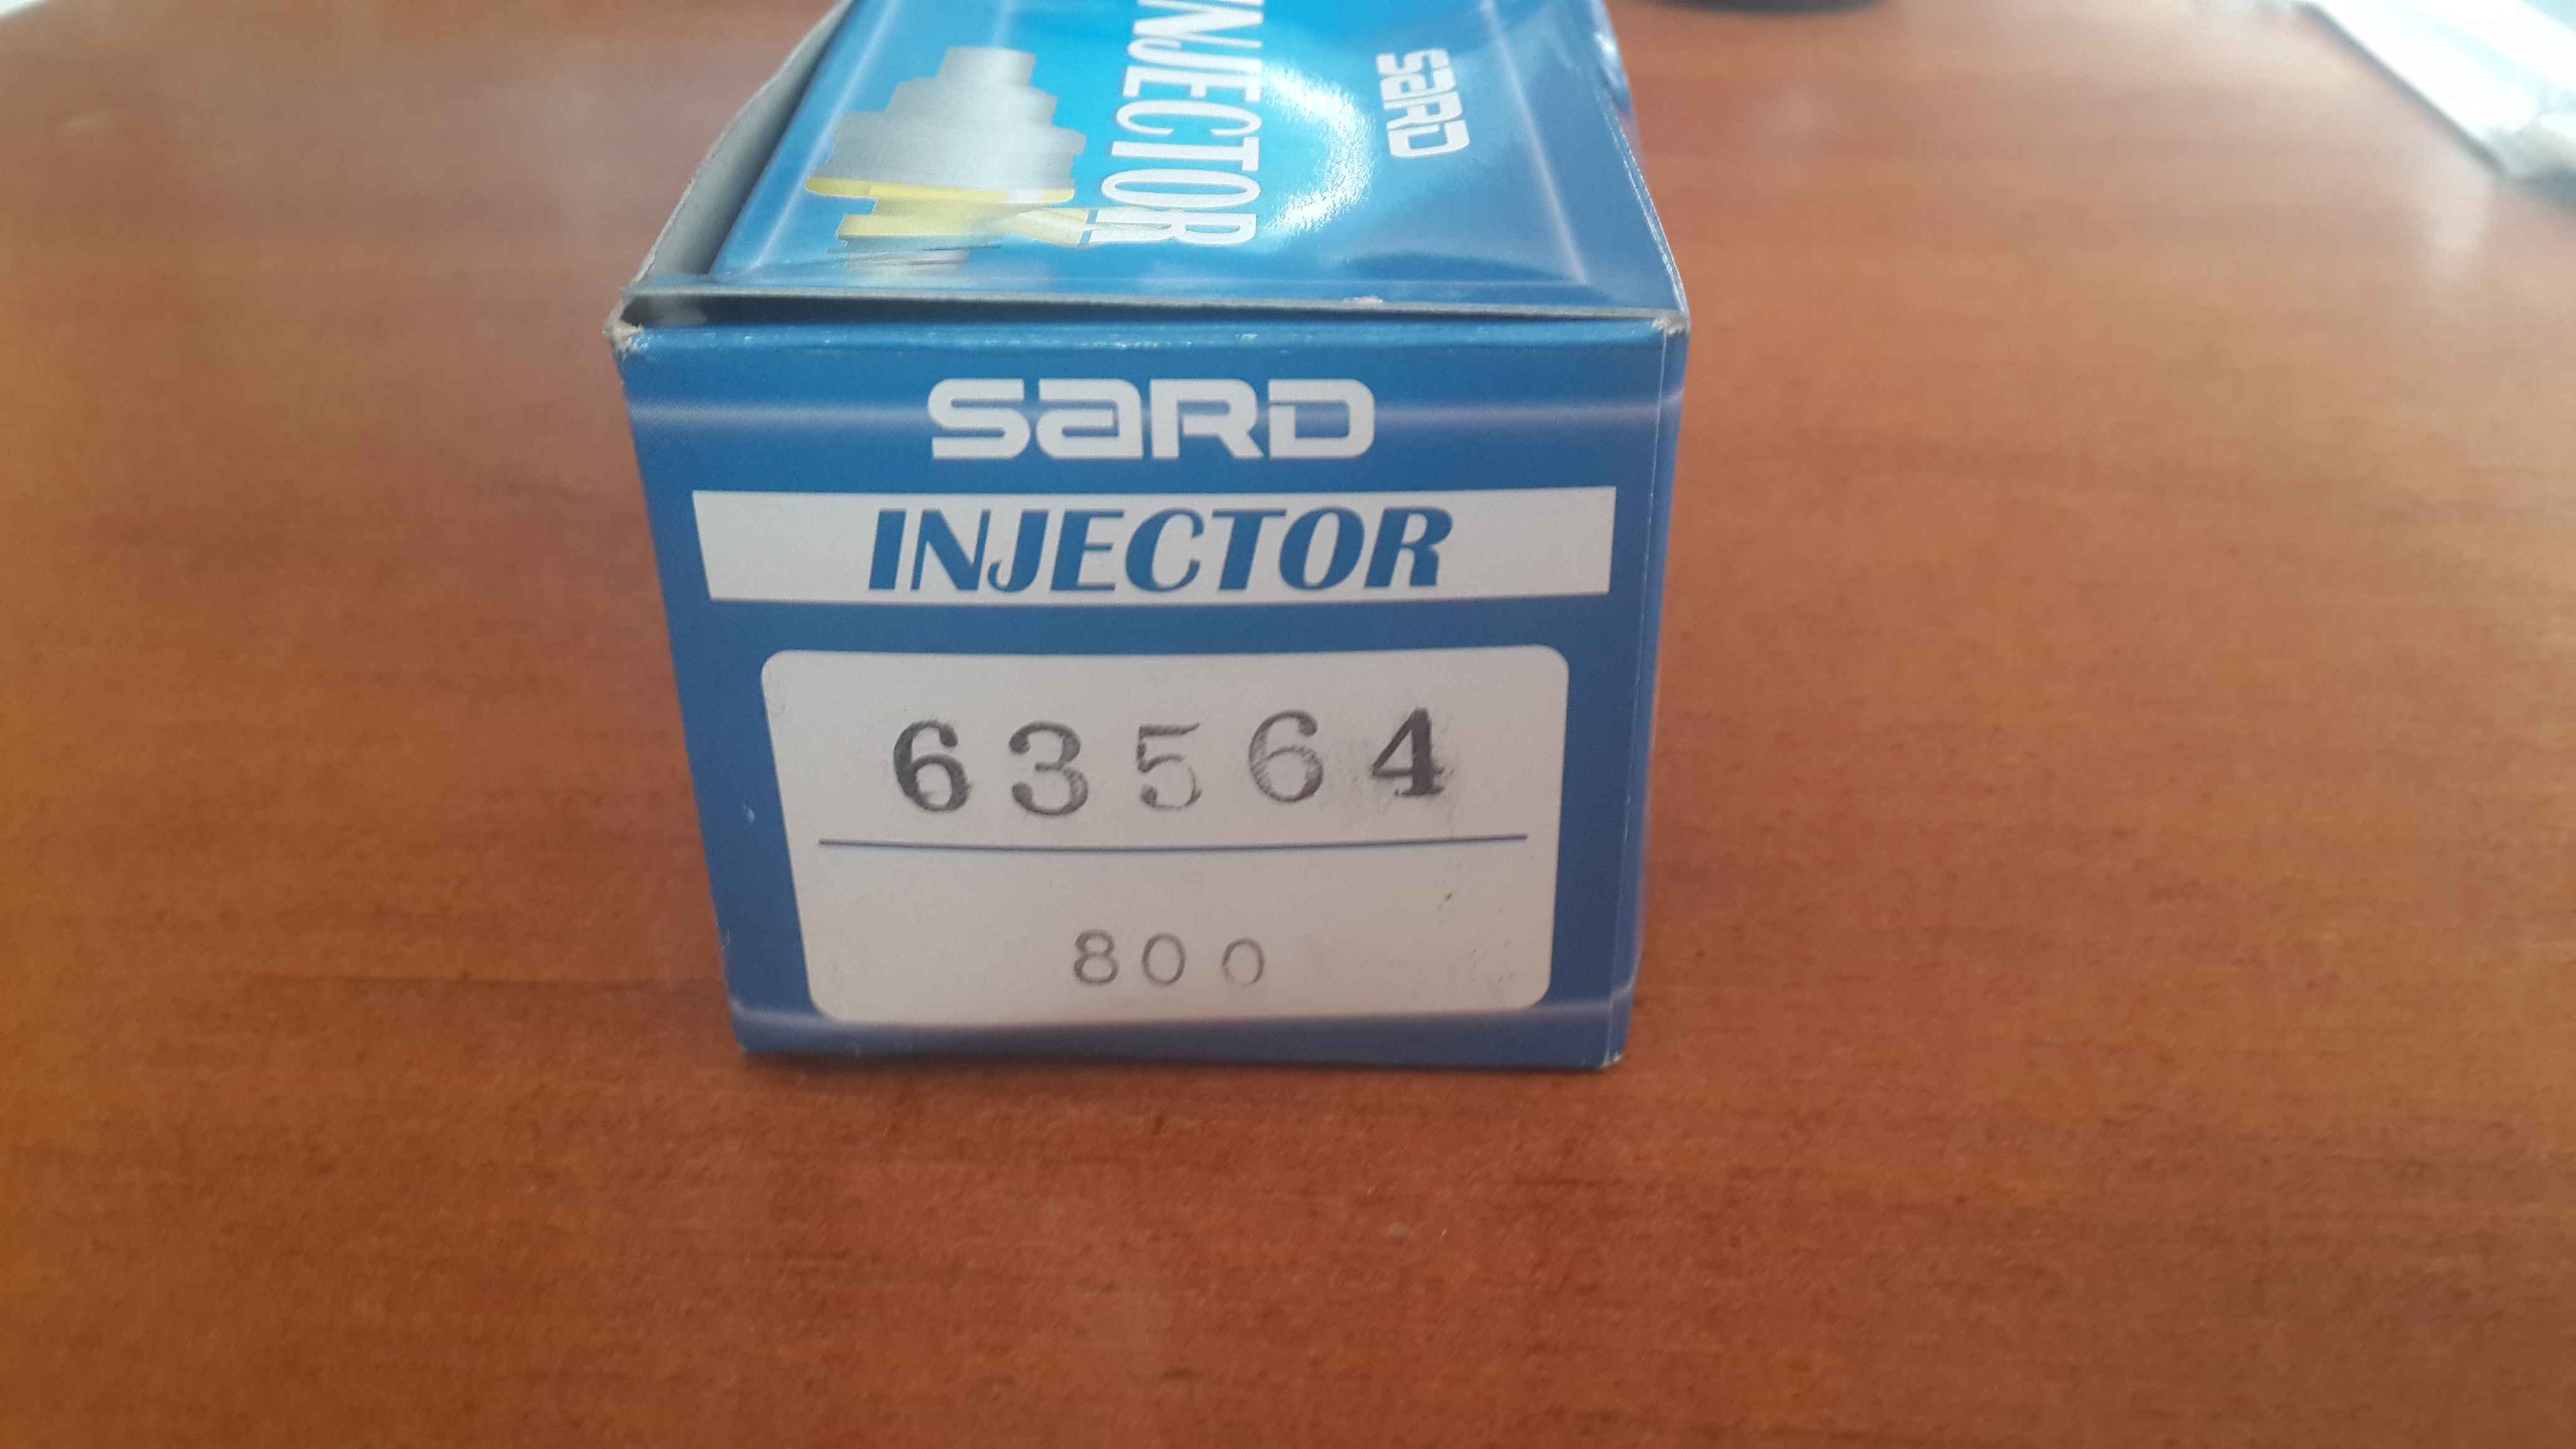 INJECTOR
SARD
SARD
INJECTOR
63564
800